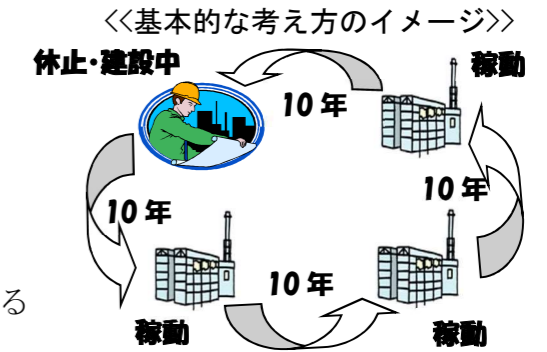 <<基本的な考え方のイメージ>>
休止・建設中
稼動
10年
10年
10年
10年
る
稼動
稼動